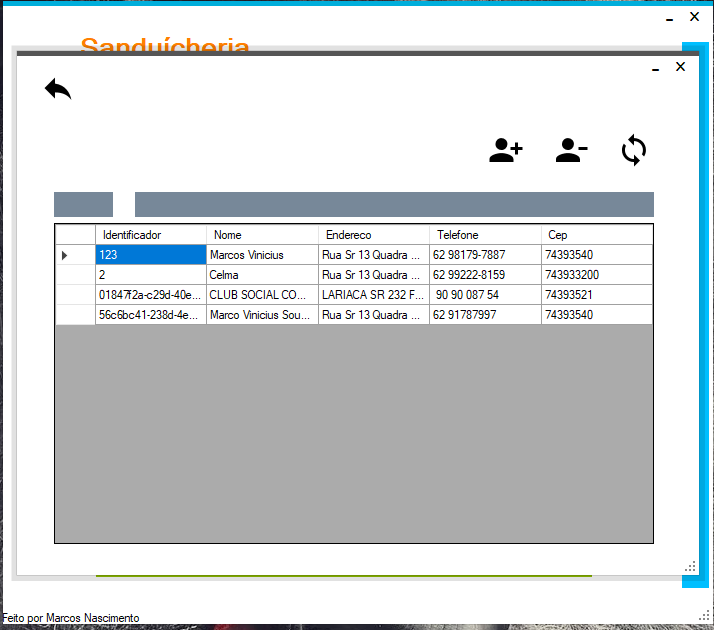 Sanduícheria
Identificador Nome Endereco Telefone Cep
123 Marcos Vinicius Rua Sr 13 Quadra ... 62 98179-7887 74393540
2 Celma Rua Sr 13 Quadra ... 62 99222-8159 743933200
01847f2a-c29d-40e... CLUB SOCIAL CO... LARIACA SR 232 F... 90 90 087 54 74393521
56c6bc41-238d-4e... Marco Vinicius Sou... Rua Sr 13 Quadra ... 62 91787997 74393540
Feito por Marcos Nascimento